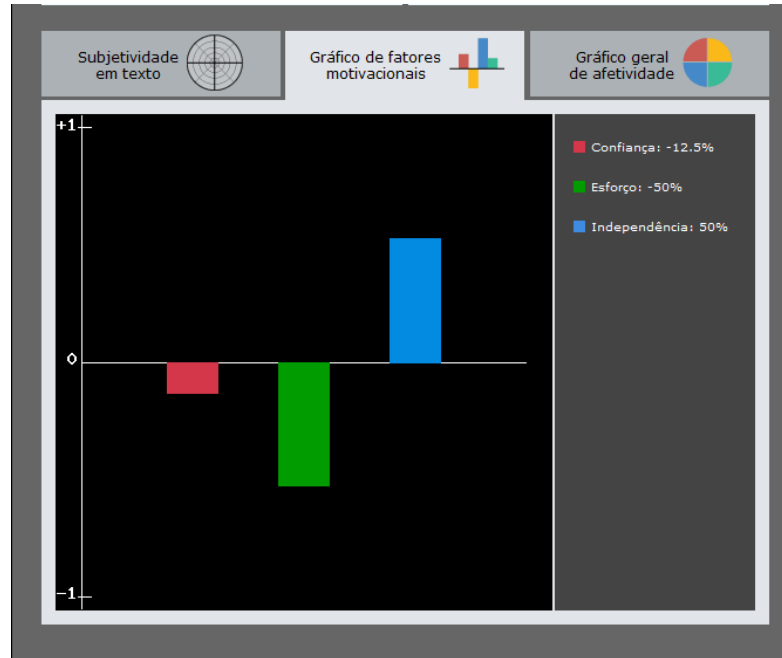 Subjetividade
em texto
Gráfico de fatores
motivacionais
Gráfico geral
de afetividade
+1
0
-1
Confiança: -12.5%
Esforço: -50%
Independência: 50%